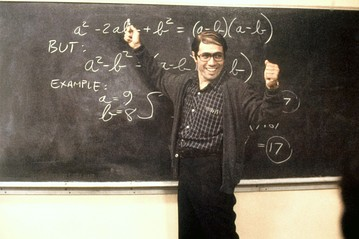 a² - 2ab + b² = (a-b)(a-b)
BUT:
a² - b² (a-b b)
EXAMPLE:
a = 9
b = 8
7
= 17